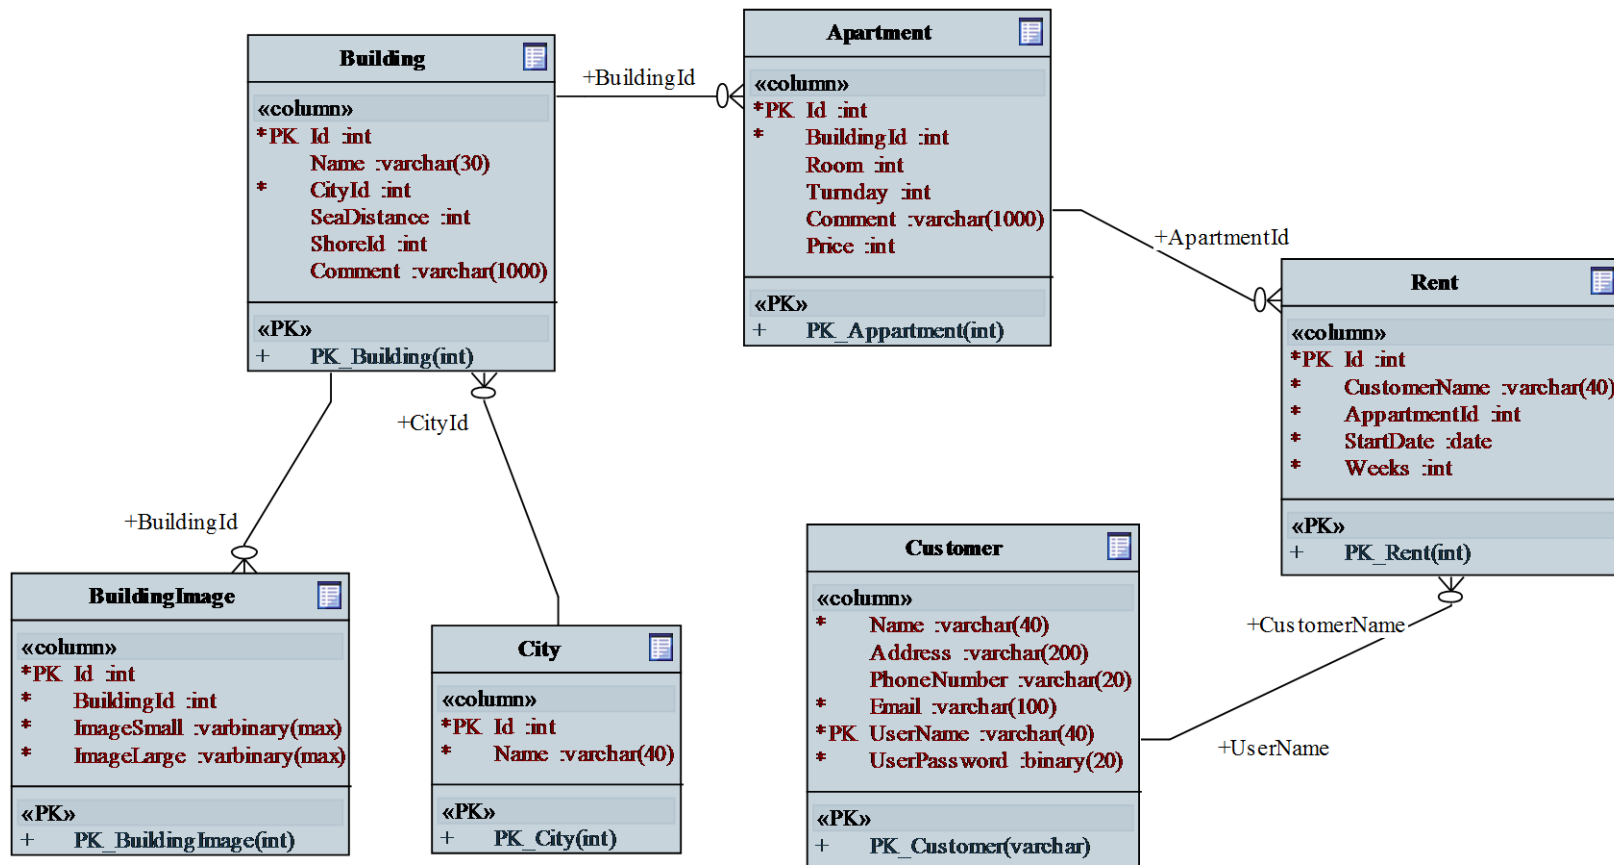 Building
«column»
*PK Id :int
Name :varchar(30)
* CityId :int
SeaDistance :int
ShoreId :int
Comment :varchar(1000)
«PK»
+ PK_Building(int)
+BuildingId
Apartment
«column»
*PK Id :int
* BuildingId :int
Room :int
Turnday :int
Comment :varchar(1000)
Price :int
«PK»
+ PK_Appartment(int)
+ApartmentId
Rent
«column»
*PK Id :int
* CustomerName :varchar(40)
* AppartmentId :int
* StartDate :date
* Weeks :int
«PK»
+ PK_Rent(int)
+CityId
+BuildingId
BuildingImage
«column»
*PK Id :int
* BuildingId :int
* ImageSmall :varbinary(max)
* ImageLarge :varbinary(max)
«PK»
+ PK_BuildingImage(int)
City
«column»
*PK Id :int
* Name :varchar(40)
«PK»
+ PK_City(int)
Customer
«column»
* Name :varchar(40)
Address :varchar(200)
PhoneNumber :varchar(20)
* Email :varchar(100)
*PK UserName :varchar(40)
* UserPassword :binary(20)
«PK»
+ PK_Customer(varchar)
+CustomerName
+UserName